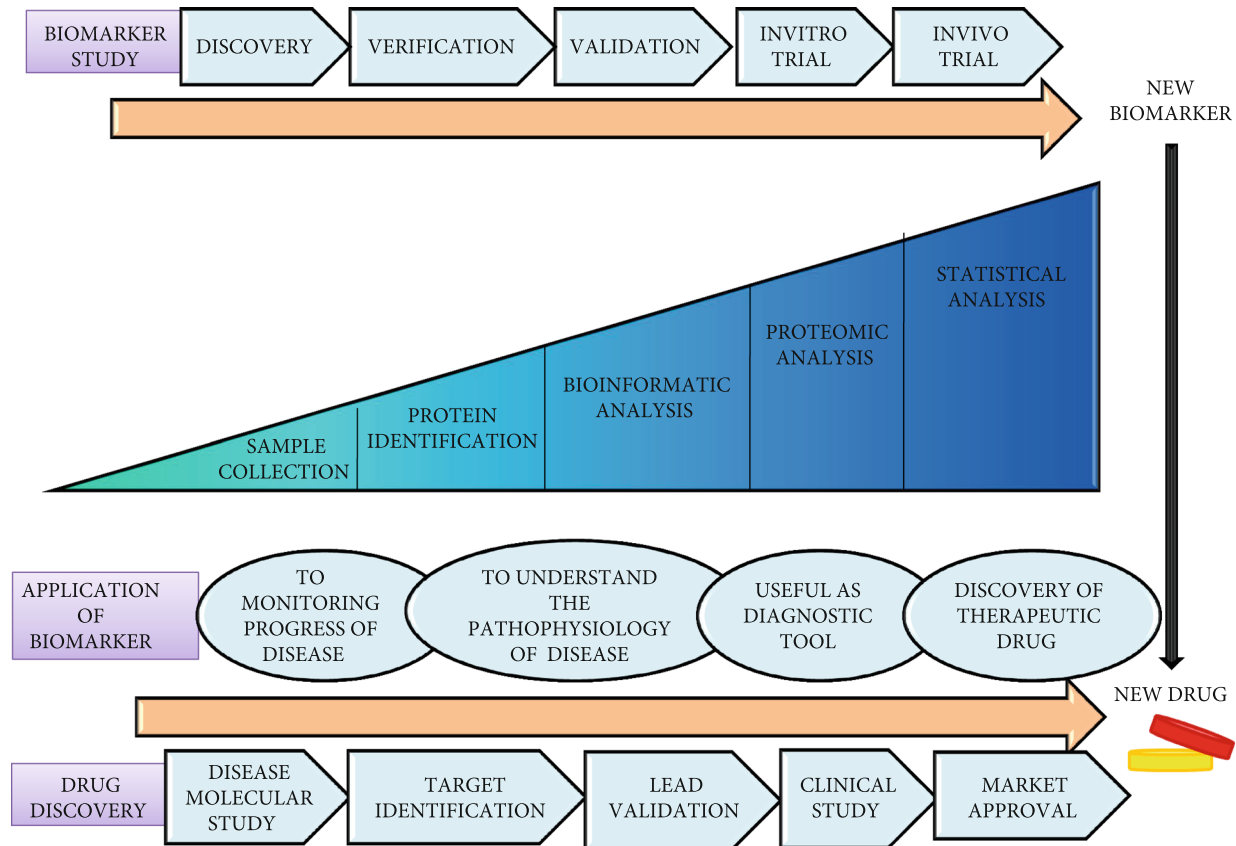 BIOMARKER
STUDY
DISCOVERY
VERIFICATION
VALIDATION
INVITRO
TRIAL
INVIVO
TRIAL
NEW
BIOMARKER
STATISTICAL
ANALYSIS
PROTEOMIC
ANALYSIS
BIOINFORMATIC
ANALYSIS
PROTEIN
IDENTIFICATION
SAMPLE
COLLECTION
APPLICATION
OF
BIOMARKER
TO
MONITORING
PROGRESS OF
DISEASE
TO UNDERSTAND
THE
PATHOPHYSIOLOGY
OF DISEASE
USEFUL AS
DIAGNOSTIC
TOOL
DISCOVERY OF
THERAPEUTIC
DRUG
NEW DRUG
DRUG
DISCOVERY
DISEASE
MOLECULAR
STUDY
TARGET
IDENTIFICATION
LEAD
VALIDATION
CLINICAL
STUDY
MARKET
APPROVAL